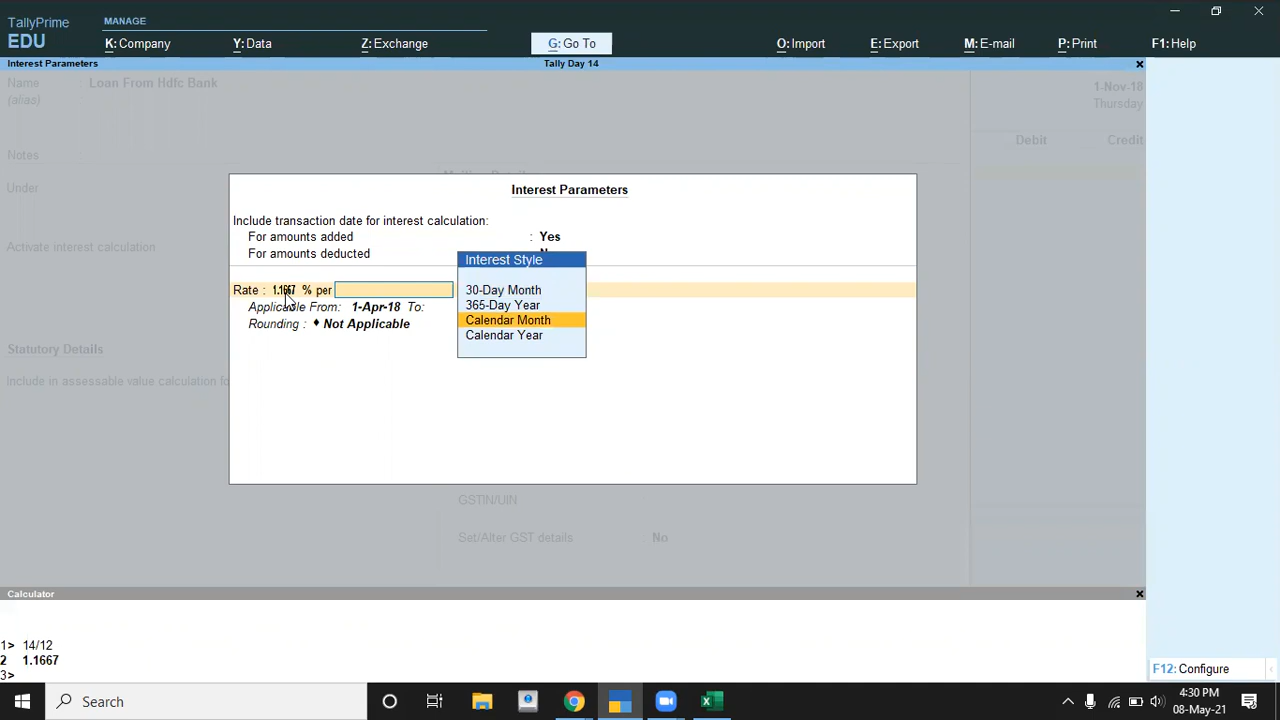 TallyPrime
EDU
MANAGE
K: Company
Y: Data
Z: Exchange
G: Go To
O: Import
E: Export
M: E-mail
P: Print
F1: Help
Interest Parameters
Tally Day 14
Name : Loan From Hdfc Bank
(alias) :
1-Nov-18
Thursday
Notes :
Debit Credit
Under
Activate interest calculation
Statutory Details
Include in assessable value calculation fo
Interest Parameters
Include transaction date for interest calculation:
For amounts added : Yes
For amounts deducted
Rate : 1.1667 % per
Applicable From: 1-Apr-18 To:
Rounding : ♦ Not Applicable
Interest Style
30-Day Month
365-Day Year
Calendar Month
Calendar Year
GSTIN/UIN
Set/Alter GST details No
Calculator
1> 14/12
2 1.1667
3>
F12: Configure
Search
4:30 PM
08-May-21